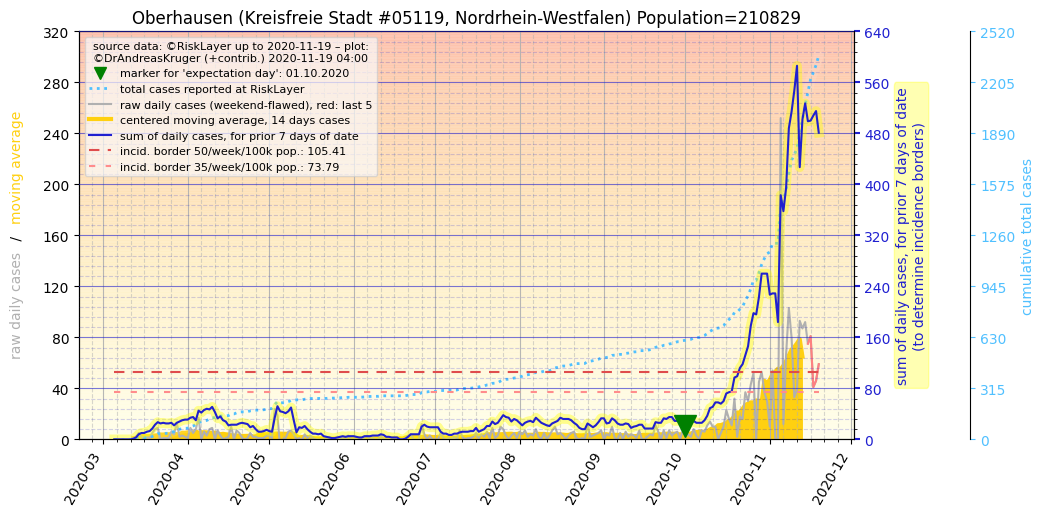 Oberhausen (Kreisfreie Stadt #05119, Nordrhein-Westfalen) Population=210829
source data: ©RiskLayer up to 2020-11-19 – plot:
©DrAndreasKruger (+contrib.) 2020-11-19 04:00
marker for 'expectation day': 01.10.2020
total cases reported at RiskLayer
raw daily cases (weekend-flawed), red: last 5
centered moving average, 14 days cases
sum of daily cases, for prior 7 days of date
incid. border 50/week/100k pop.: 105.41
incid. border 35/week/100k pop.: 73.79
raw daily cases / moving average
320
280
240
200
160
120
80
40
0
640
560
480
400
320
240
160
80
0
sum of daily cases, for prior 7 days of date
(to determine incidence borders)
2520
2205
1890
1575
1260
945
630
315
0
cumulative total cases
2020-03
2020-04
2020-05
2020-06
2020-07
2020-08
2020-09
2020-10
2020-11
2020-12